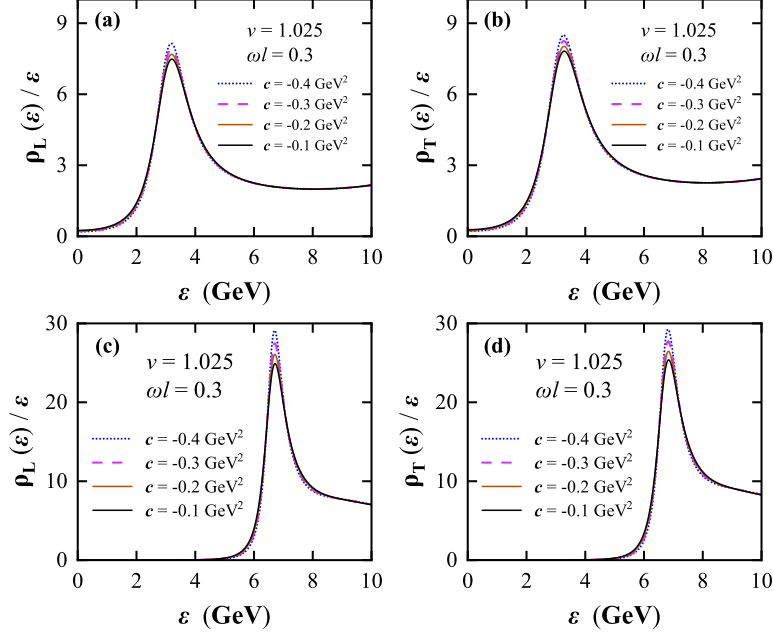 (a)
ν = 1.025
ωl = 0.3
c = -0.4 GeV²
c = -0.3 GeV²
c = -0.2 GeV²
c = -0.1 GeV²
ρL (ε) / ε
9
6
3
0
0 2 4 6 8 10
ε (GeV)
(b)
ν = 1.025
ωl = 0.3
c = -0.4 GeV²
c = -0.3 GeV²
c = -0.2 GeV²
c = -0.1 GeV²
ρT (ε) / ε
9
6
3
0
0 2 4 6 8 10
ε (GeV)
(c)
ν = 1.025
ωl = 0.3
c = -0.4 GeV²
c = -0.3 GeV²
c = -0.2 GeV²
c = -0.1 GeV²
ρL (ε) / ε
30
20
10
0
0 2 4 6 8 10
ε (GeV)
(d)
ν = 1.025
ωl = 0.3
c = -0.4 GeV²
c = -0.3 GeV²
c = -0.2 GeV²
c = -0.1 GeV²
ρT (ε) / ε
30
20
10
0
0 2 4 6 8 10
ε (GeV)